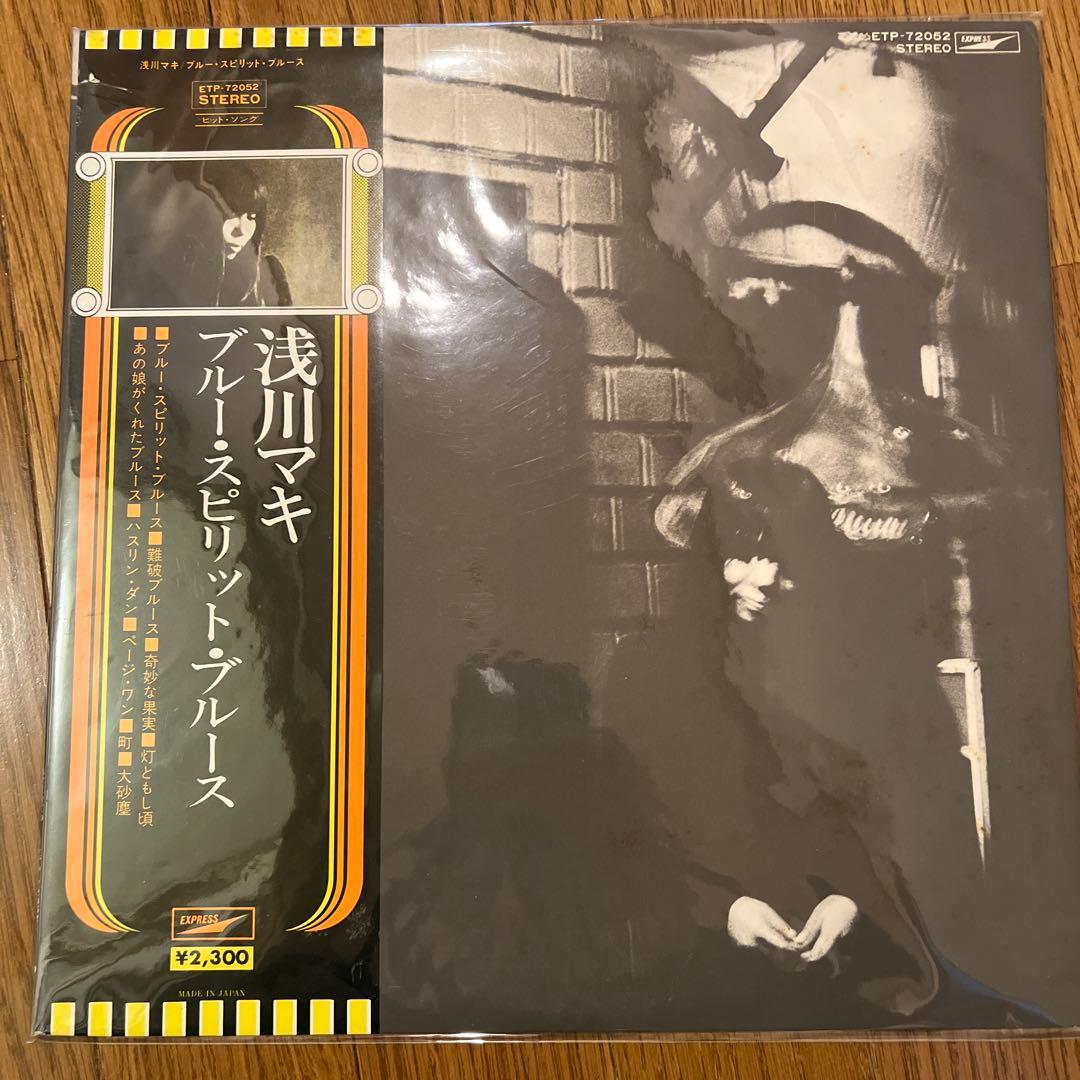 浅川マキ/ブルー・スピリット・ブルース
ETP-72052
STEREO
ヒット・ソング
浅川マキ
ブルー・スピリット・ブルース
■ブルー・スピリット・ブルース■難破ブルース■奇妙な果実■灯ともし頃
■あの娘がくれたブルース■ハスリン・ダン■ページ・ワン■町■大砂塵
EXPRESS
¥2,300
MADE IN JAPAN
ETP-72052
STEREO
EXPRESS